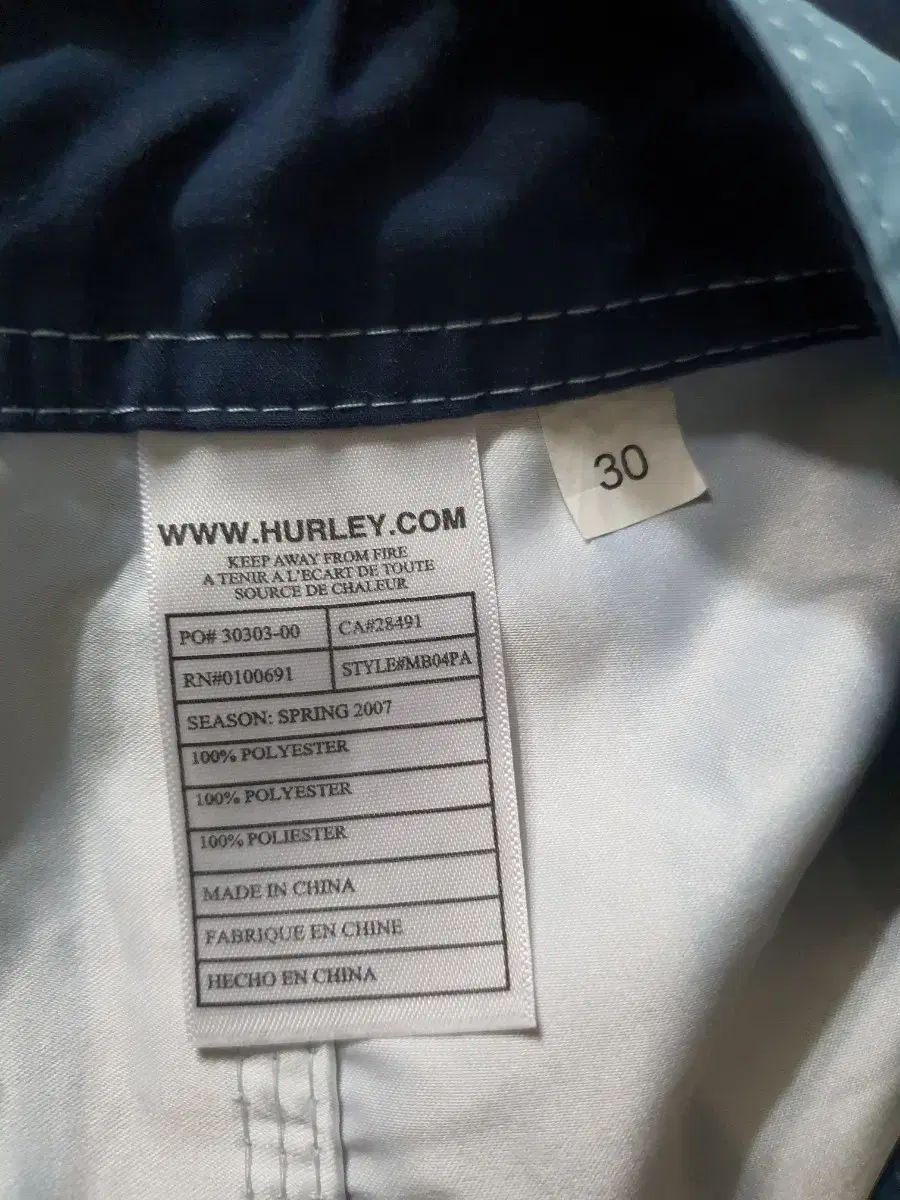 30
WWW.HURLEY.COM
KEEP AWAY FROM FIRE
A TENIR A L'ECART DE TOUTE
SOURCE DE CHALEUR
PO# 30303-00 CA#28491
RN#0100691 STYLE#MB04PA
SEASON: SPRING 2007
100% POLYESTER
100% POLYESTER
100% POLIESTER
MADE IN CHINA
FABRIQUE EN CHINE
HECHO EN CHINA